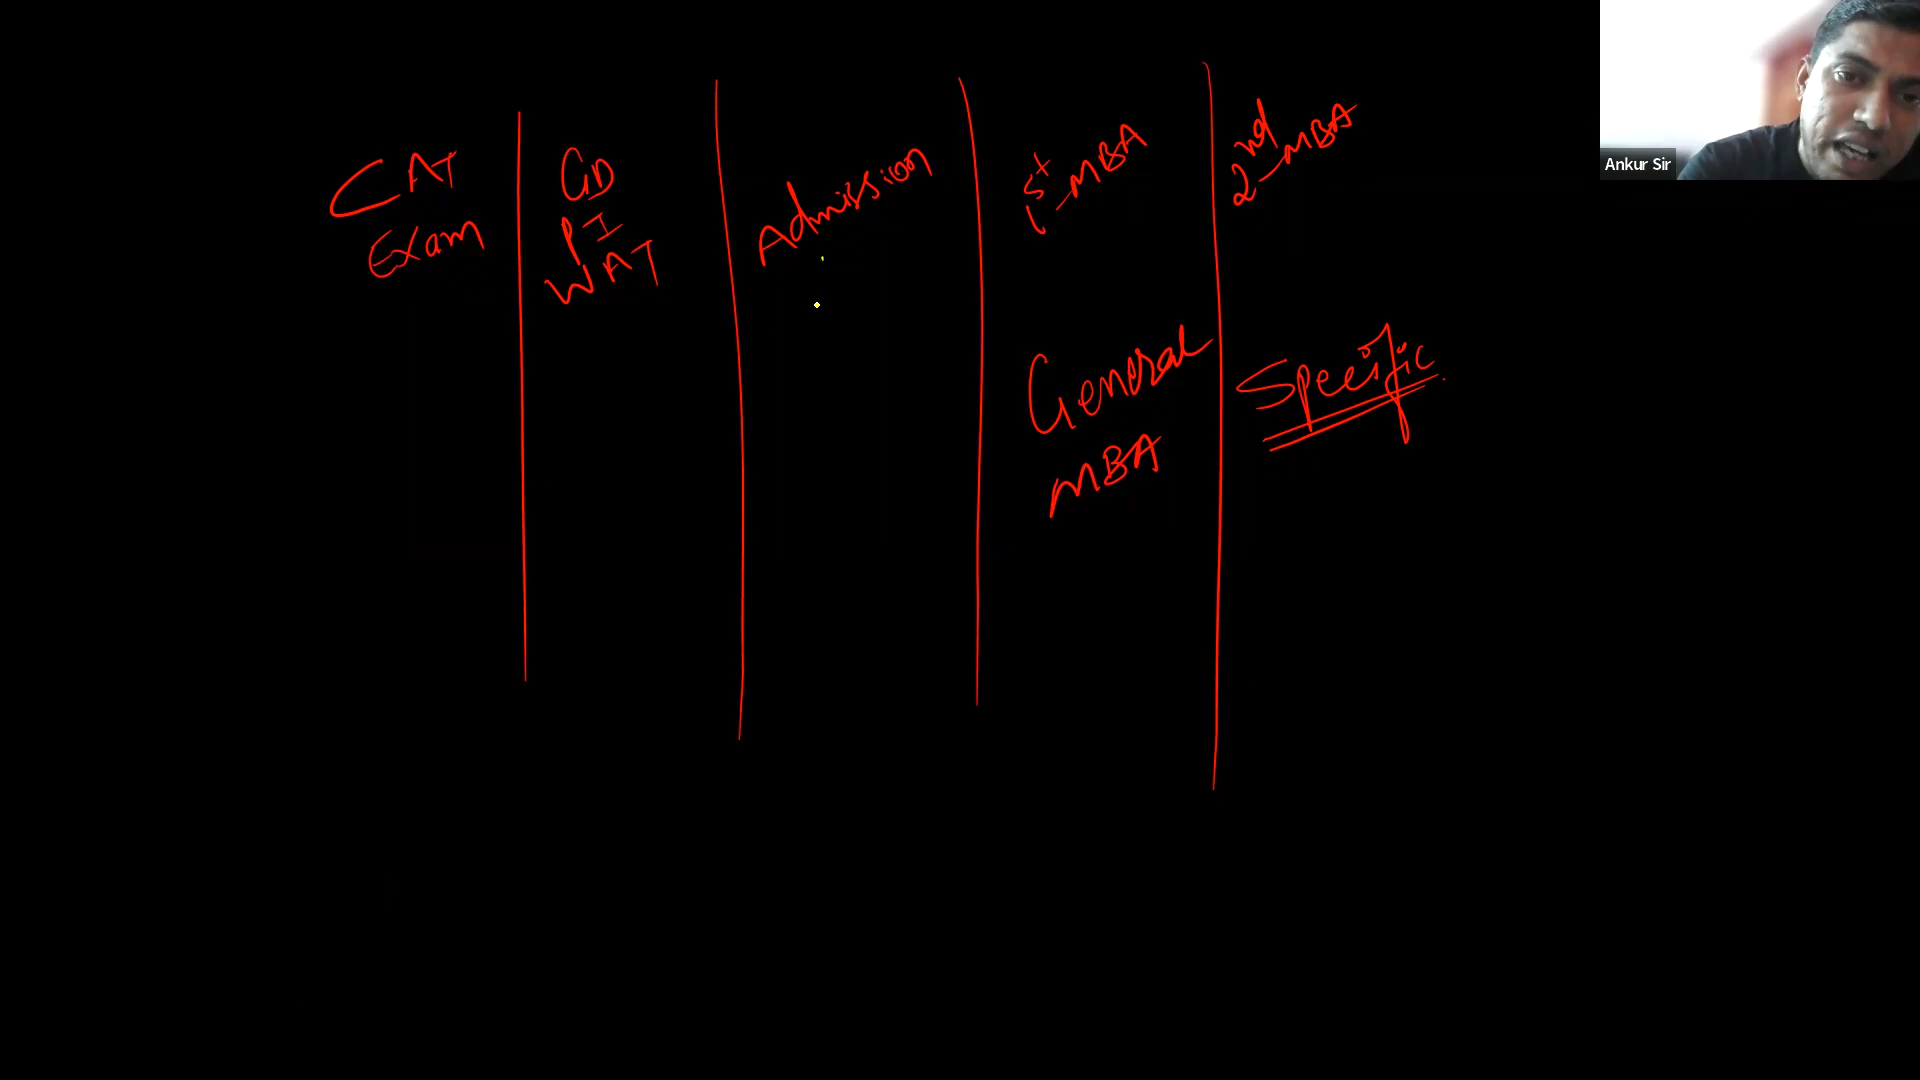 CAT
Exam
GD
PI
WAT
Admission
1st MBA
General
MBA
2nd MBA
Specific
Ankur Sir